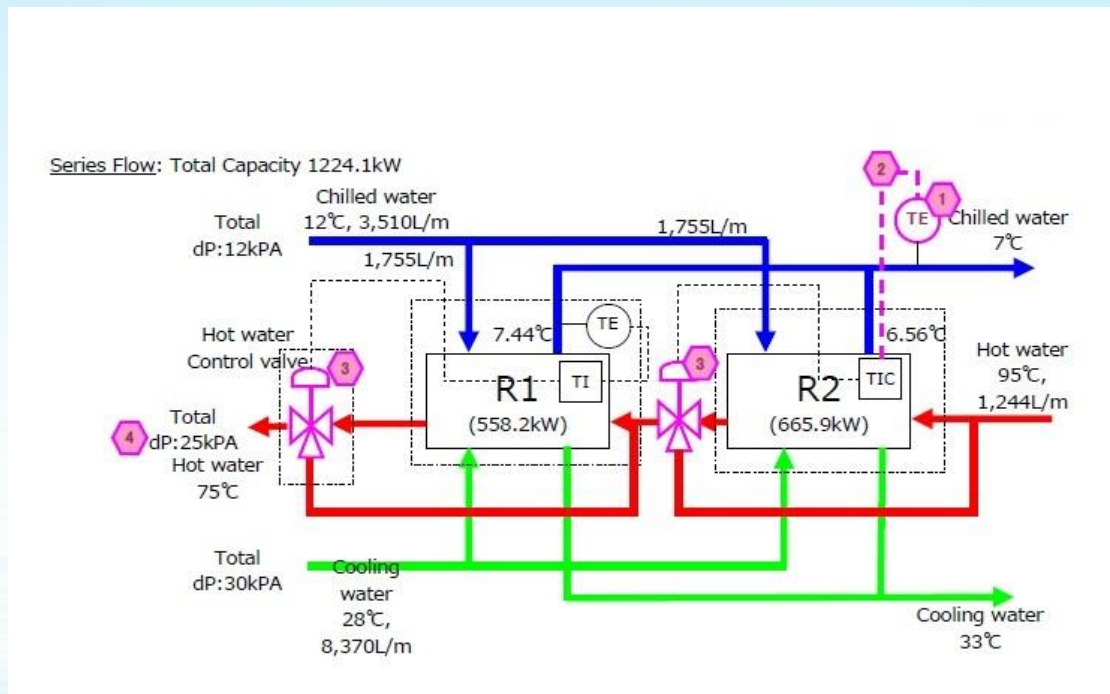 Series Flow: Total Capacity 1224.1kW
Chilled water
12℃, 3,510L/m
Total
dP:12kPA
1,755L/m
1,755L/m
2
1
TE
Chilled water
7℃
Hot water
Control valve
3
7.44℃
TE
3
6.56℃
Hot water
95℃,
1,244L/m
R1
TI
(558.2kW)
R2
TIC
(665.9kW)
4
Total
dP:25kPA
Hot water
75℃
Total
dP:30kPA
Cooling
water
28℃,
8,370L/m
Cooling water
33℃